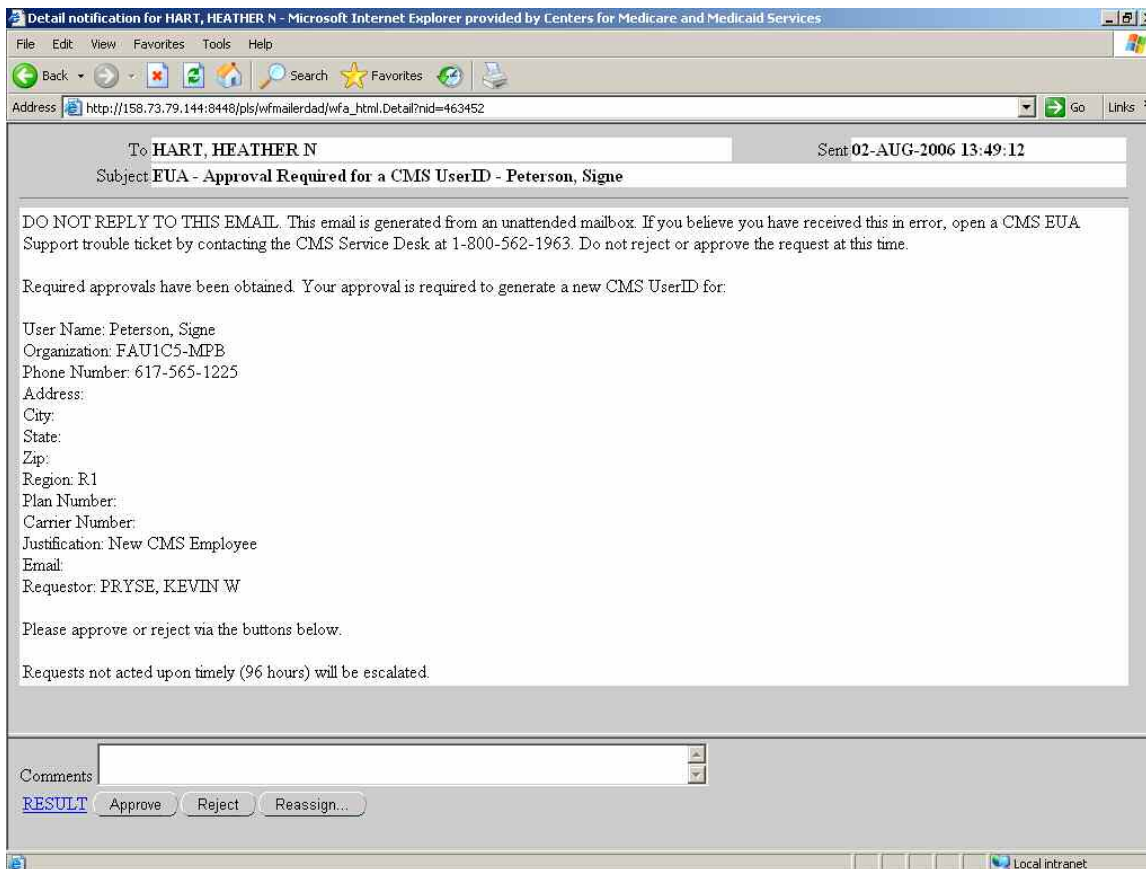 Detail notification for HART, HEATHER N - Microsoft Internet Explorer provided by Centers for Medicare and Medicaid Services
File Edit View Favorites Tools Help
Back Search Favorites
Address http://158.73.79.144:8448/pls/wfmailerdad/wfa_html.Detail?nid=463452 Go Links
To HART, HEATHER N Sent 02-AUG-2006 13:49:12
Subject EUA - Approval Required for a CMS UserID - Peterson, Signe
DO NOT REPLY TO THIS EMAIL. This email is generated from an unattended mailbox. If you believe you have received this in error, open a CMS EUA
Support trouble ticket by contacting the CMS Service Desk at 1-800-562-1963. Do not reject or approve the request at this time.
Required approvals have been obtained. Your approval is required to generate a new CMS UserID for:
User Name: Peterson, Signe
Organization: FAU1C5-MPB
Phone Number: 617-565-1225
Address:
City:
State:
Zip:
Region: R1
Plan Number:
Carrier Number:
Justification: New CMS Employee
Email:
Requestor: PRYSE, KEVIN W
Please approve or reject via the buttons below.
Requests not acted upon timely (96 hours) will be escalated.
Comments
RESULT Approve Reject Reassign...
Local intranet